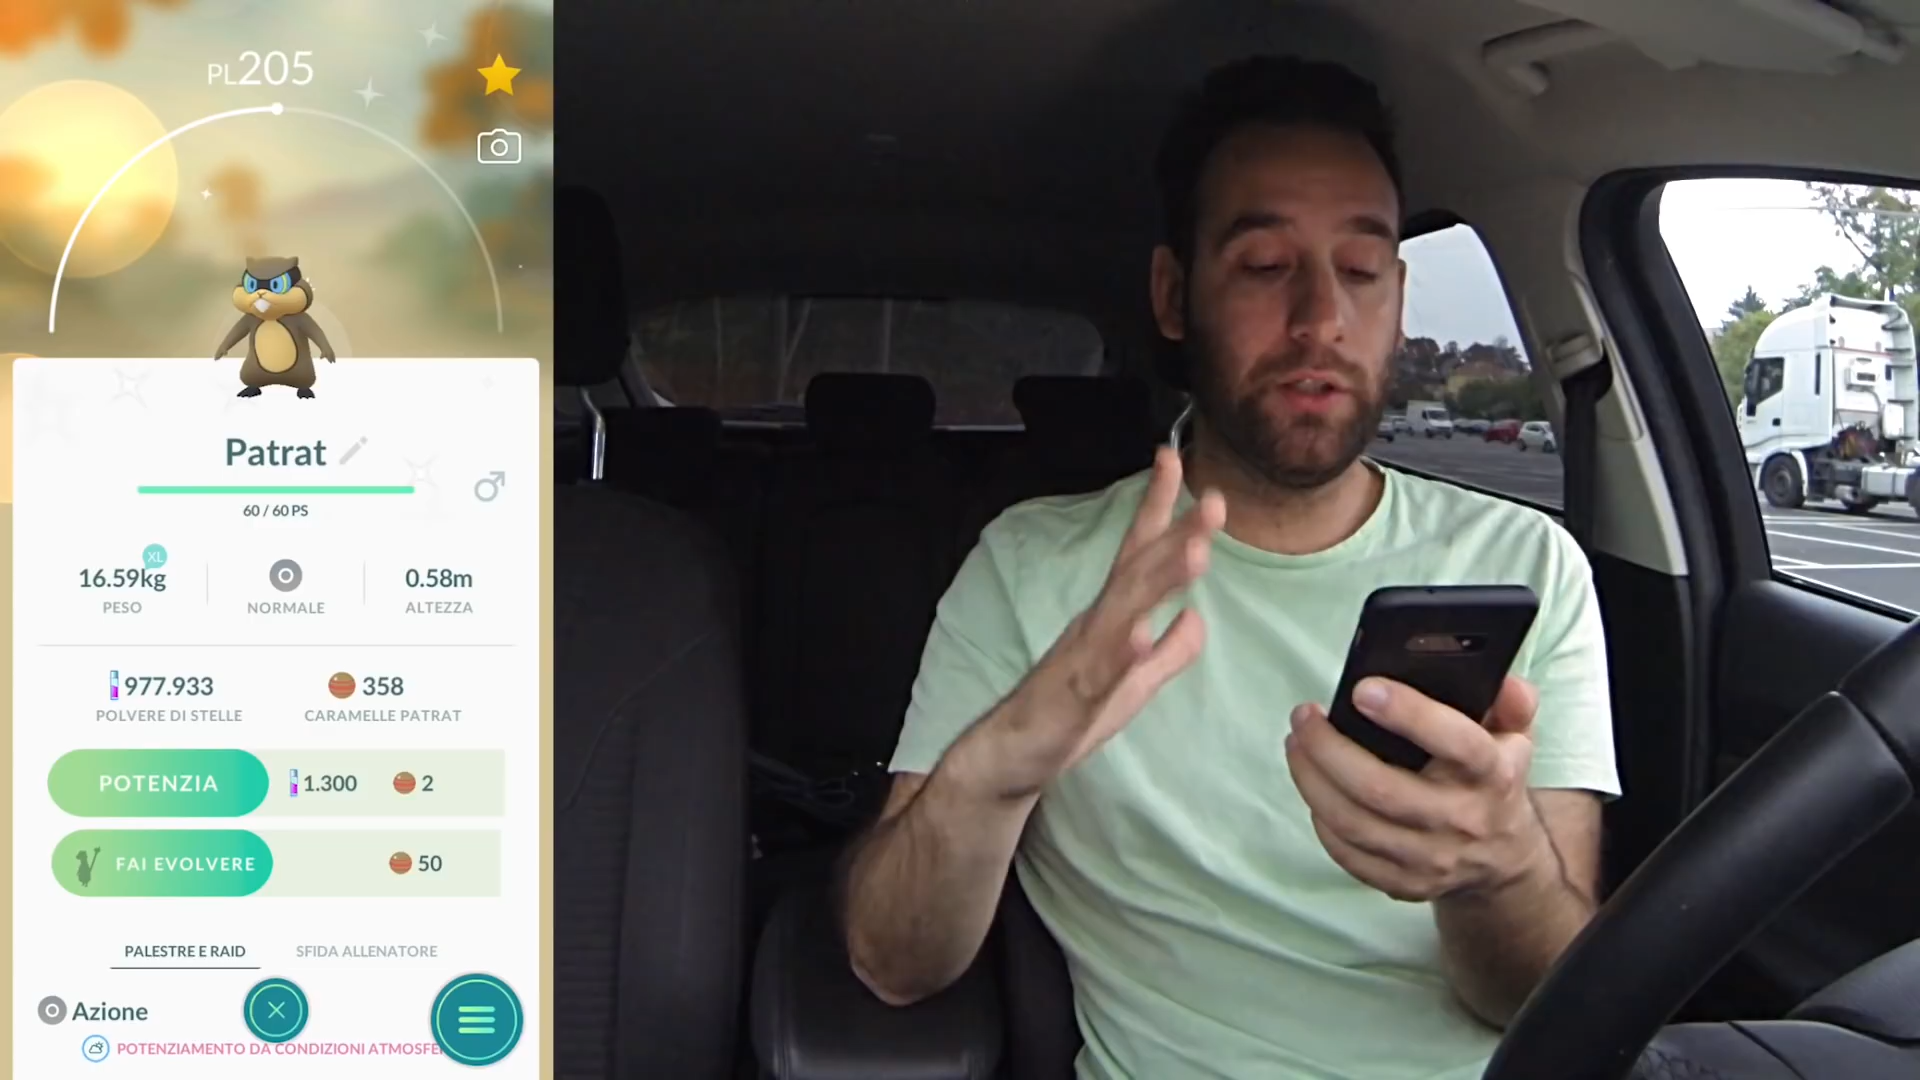 PL205
Patrat
60 / 60 PS
XL
16.59kg
PESO
NORMALE
0.58m
ALTEZZA
977.933
POLVERE DI STELLE
358
CARAMELLE PATRAT
POTENZIA 1.300 2
FAI EVOLVERE 50
PALESTRE E RAID SFIDA ALLENATORE
Azione
POTENZIAMENTO DA CONDIZIONI